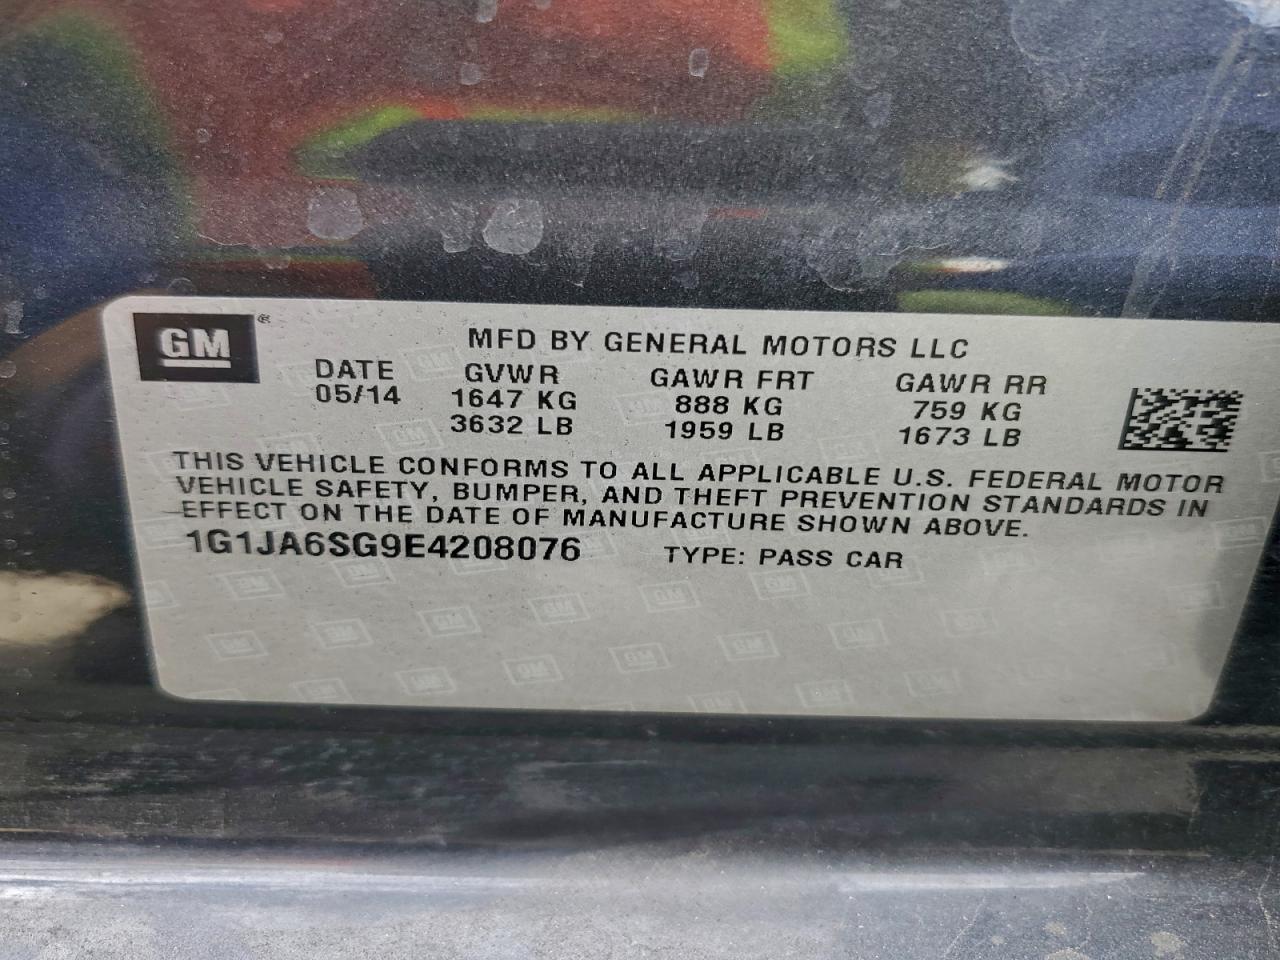 GM®
MFD BY GENERAL MOTORS LLC
DATE GVWR GAWR FRT GAWR RR
05/14 1647 KG 888 KG 759 KG
3632 LB 1959 LB 1673 LB
THIS VEHICLE CONFORMS TO ALL APPLICABLE U.S. FEDERAL MOTOR
VEHICLE SAFETY, BUMPER, AND THEFT PREVENTION STANDARDS IN
EFFECT ON THE DATE OF MANUFACTURE SHOWN ABOVE.
1G1JA6SG9E4208076 TYPE: PASS CAR